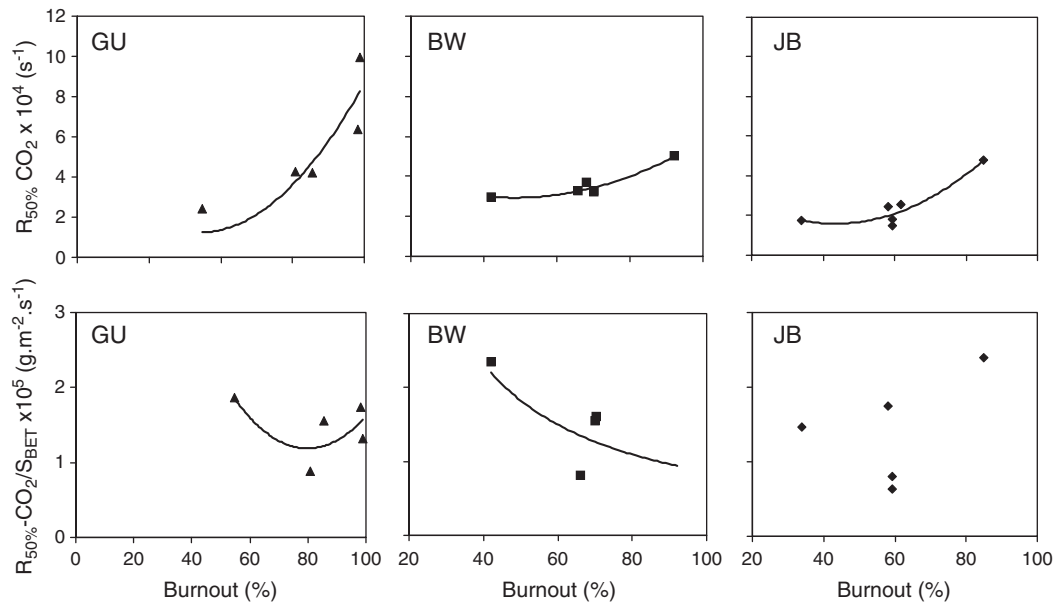 R50% CO2 x 10^4 (s^-1)
12
10
8
6
4
2
0
GU
BW
JB
R50%-CO2/SBET x10^5 (g.m^-2.s^-1)
3
2
1
0
GU
BW
JB
0 20 40 60 80 100
20 40 60 80 100
20 40 60 80 100
Burnout (%)
Burnout (%)
Burnout (%)